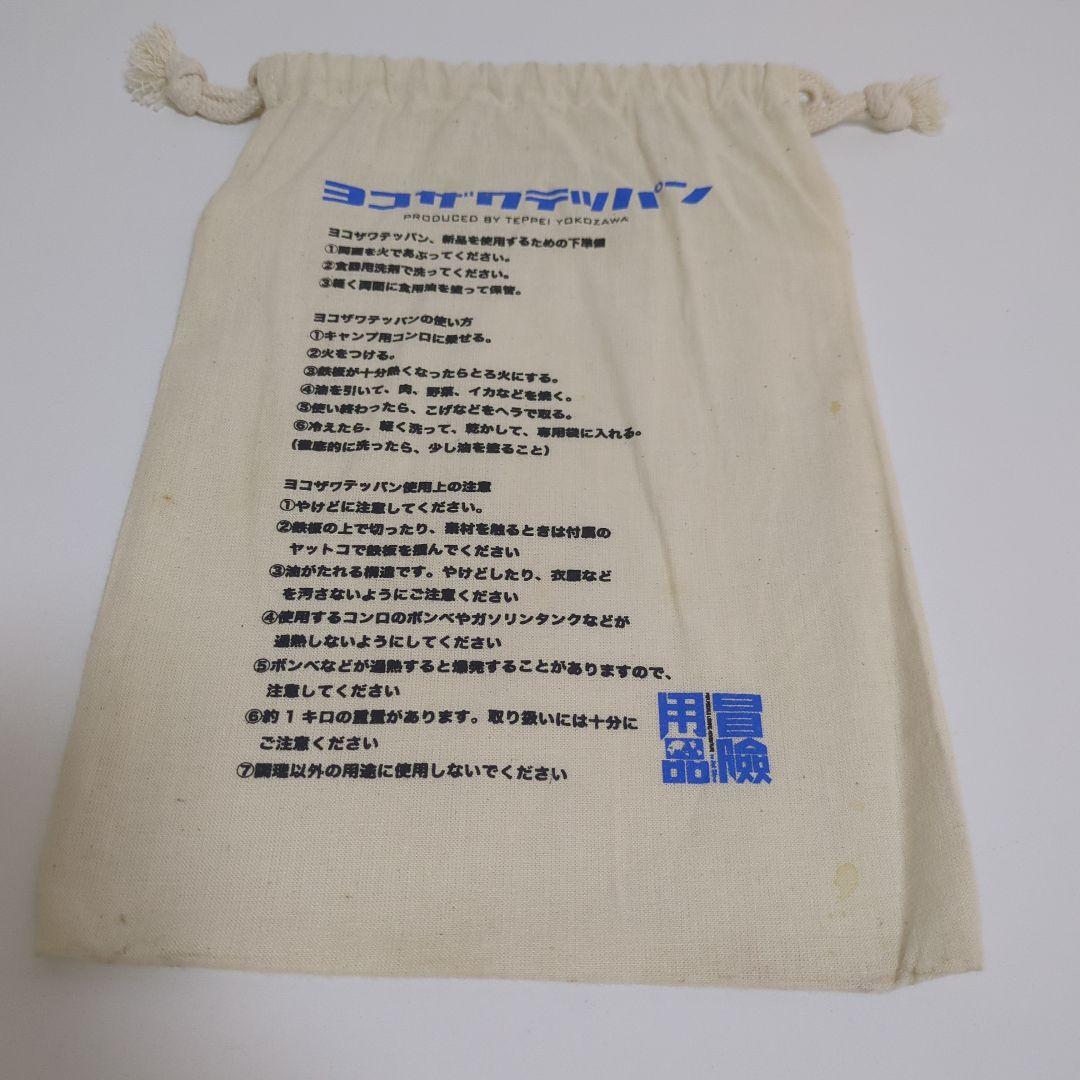 ヨコザワテッパン
PRODUCED BY TEPPEI YOKOZAWA
ヨコザワテッパン、新品を使用するための下準備
①両面を火であぶってください。
②食器用洗剤で洗ってください。
③軽く両面に食用油を塗って保管。
ヨコザワテッパンの使い方
①キャンプ用コンロに乗せる。
②火をつける。
③鉄板が十分熱くなったらとろ火にする。
④油を引いて、肉、野菜、イカなどを焼く。
⑤使い終わったら、こげなどをヘラで取る。
⑥冷えたら、軽く洗って、乾かして、専用袋に入れる。
(徹底的に洗ったら、少し油を塗ること)
ヨコザワテッパン使用上の注意
①やけどに注意してください。
②鉄板の上で切ったり、素材を触るときは付属の
ヤットコで鉄板を掴んでください
③油がたれる構造です。やけどしたり、衣服など
を汚さないようにご注意ください
④使用するコンロのボンベやガソリンタンクなどが
過熱しないようにしてください
⑤ボンベなどが過熱すると爆発することがありますので、
注意してください
⑥約1キロの重量があります。取り扱いには十分に
ご注意ください
⑦調理以外の用途に使用しないでください
冒険
用品